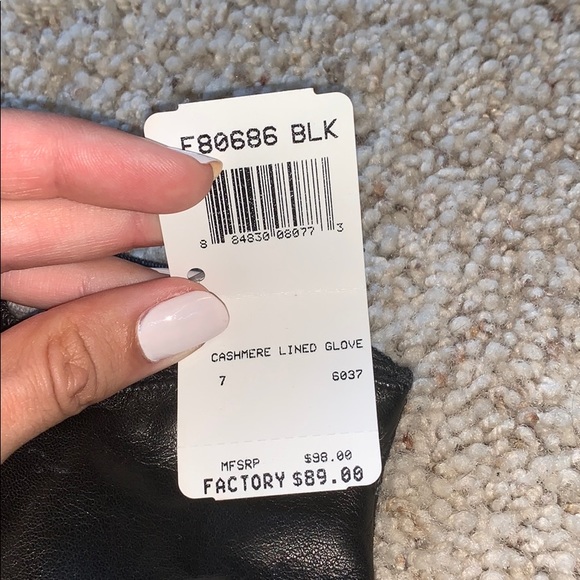 F80686 BLK
8 84830 08077 3
CASHMERE LINED GLOVE
7 6037
MFSRP $98.00
FACTORY $89.00